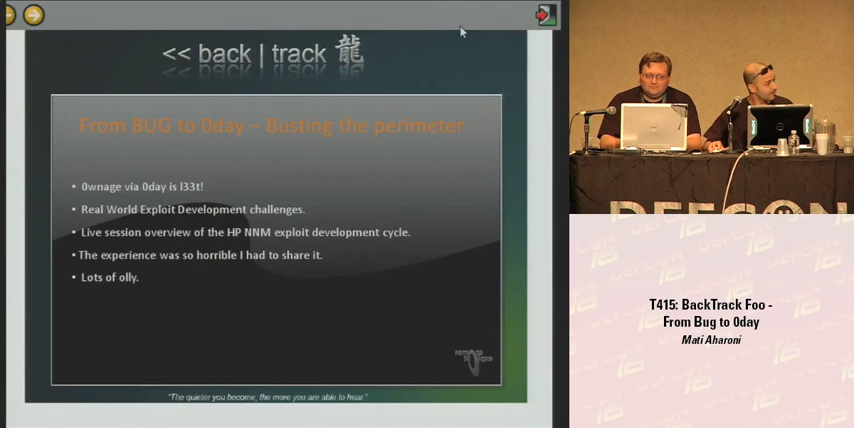 << back | track 龍
From BUG to 0day – Busting the perimeter
• 0wnage via 0day is l33t!
• Real World Exploit Development challenges.
• Live session overview of the HP NNM exploit development cycle.
• The experience was so horrible I had to share it.
• Lots of olly.
"The quieter you become, the more you are able to hear."
DEFCON
T415: BackTrack Foo -
From Bug to 0day
Mati Aharoni